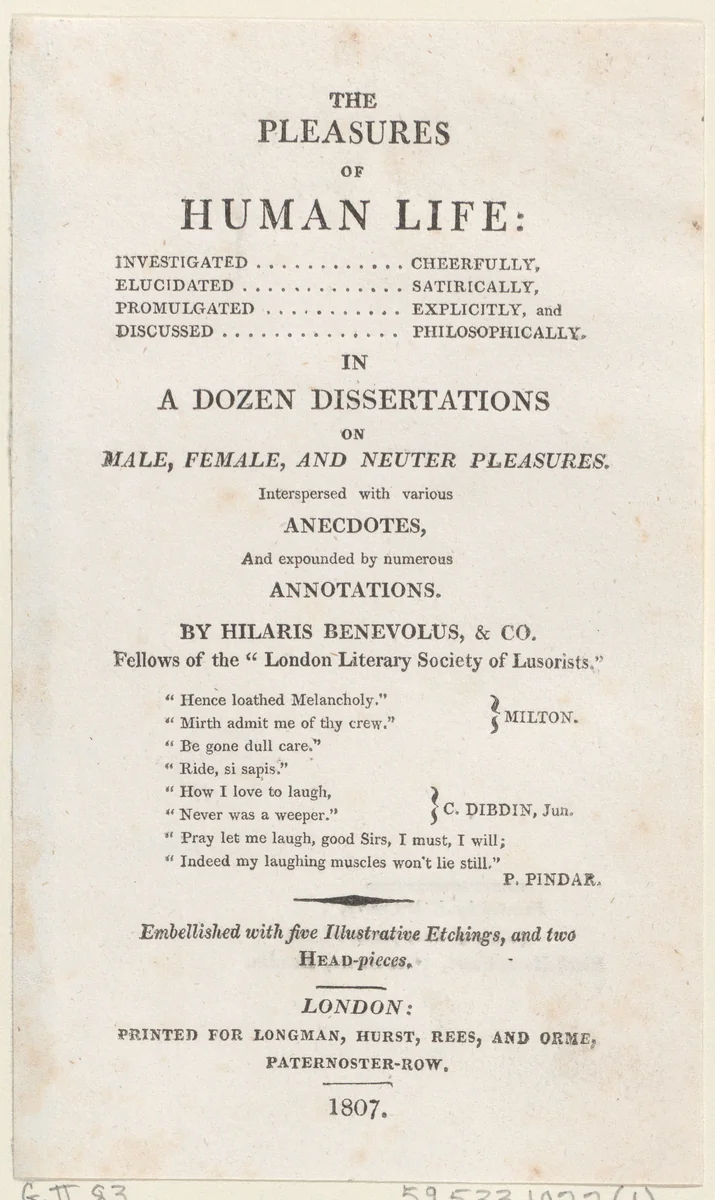 THE
PLEASURES
OF
HUMAN LIFE:
INVESTIGATED ............ CHEERFULLY,
ELUCIDATED ............. SATIRICALLY,
PROMULGATED ........... EXPLICITLY, and
DISCUSSED .............. PHILOSOPHICALLY.
IN
A DOZEN DISSERTATIONS
ON
MALE, FEMALE, AND NEUTER PLEASURES.
Interspersed with various
ANECDOTES,
And expounded by numerous
ANNOTATIONS.
BY HILARIS BENEVOLUS, & CO.
Fellows of the “ London Literary Society of Lusorists.”
“ Hence loathed Melancholy.”
“ Mirth admit me of thy crew.” } MILTON.
“ Be gone dull care.”
“ Ride, si sapis.”
“ How I love to laugh,
“ Never was a weeper.” } C. DIBDIN, Jun.
“ Pray let me laugh, good Sirs, I must, I will;
“ Indeed my laughing muscles won't lie still.”
P. PINDAR.
Embellished with five Illustrative Etchings, and two
HEAD-pieces.
LONDON:
PRINTED FOR LONGMAN, HURST, REES, AND ORME,
PATERNOSTER-ROW.
1807.